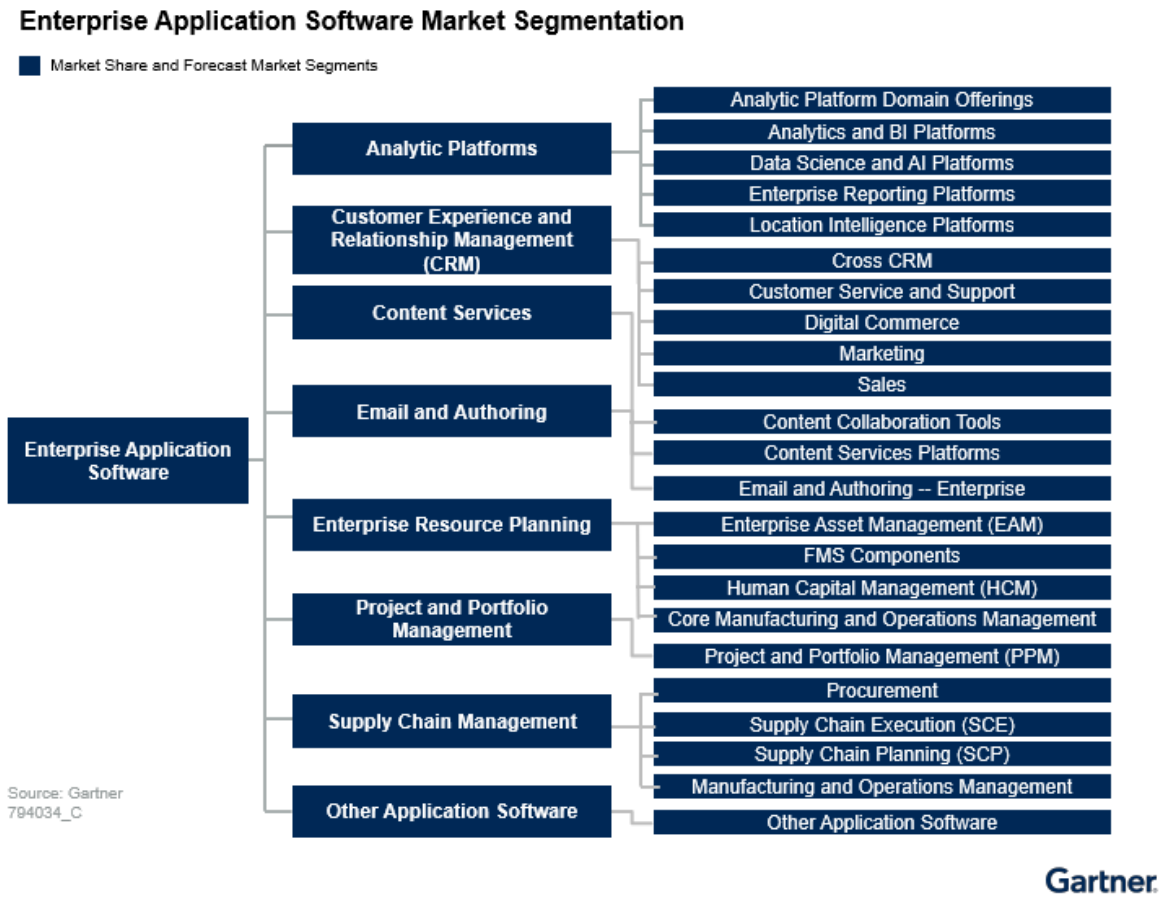 Enterprise Application Software Market Segmentation
Market Share and Forecast Market Segments
Enterprise Application
Software
Analytic Platforms
Analytic Platform Domain Offerings
Analytics and BI Platforms
Data Science and AI Platforms
Enterprise Reporting Platforms
Location Intelligence Platforms
Customer Experience and
Relationship Management
(CRM)
Cross CRM
Customer Service and Support
Digital Commerce
Marketing
Sales
Content Services
Content Collaboration Tools
Content Services Platforms
Email and Authoring
Email and Authoring -- Enterprise
Enterprise Resource Planning
Enterprise Asset Management (EAM)
FMS Components
Human Capital Management (HCM)
Core Manufacturing and Operations Management
Project and Portfolio
Management
Project and Portfolio Management (PPM)
Supply Chain Management
Procurement
Supply Chain Execution (SCE)
Supply Chain Planning (SCP)
Manufacturing and Operations Management
Other Application Software
Other Application Software
Source: Gartner
794034_C
Gartner